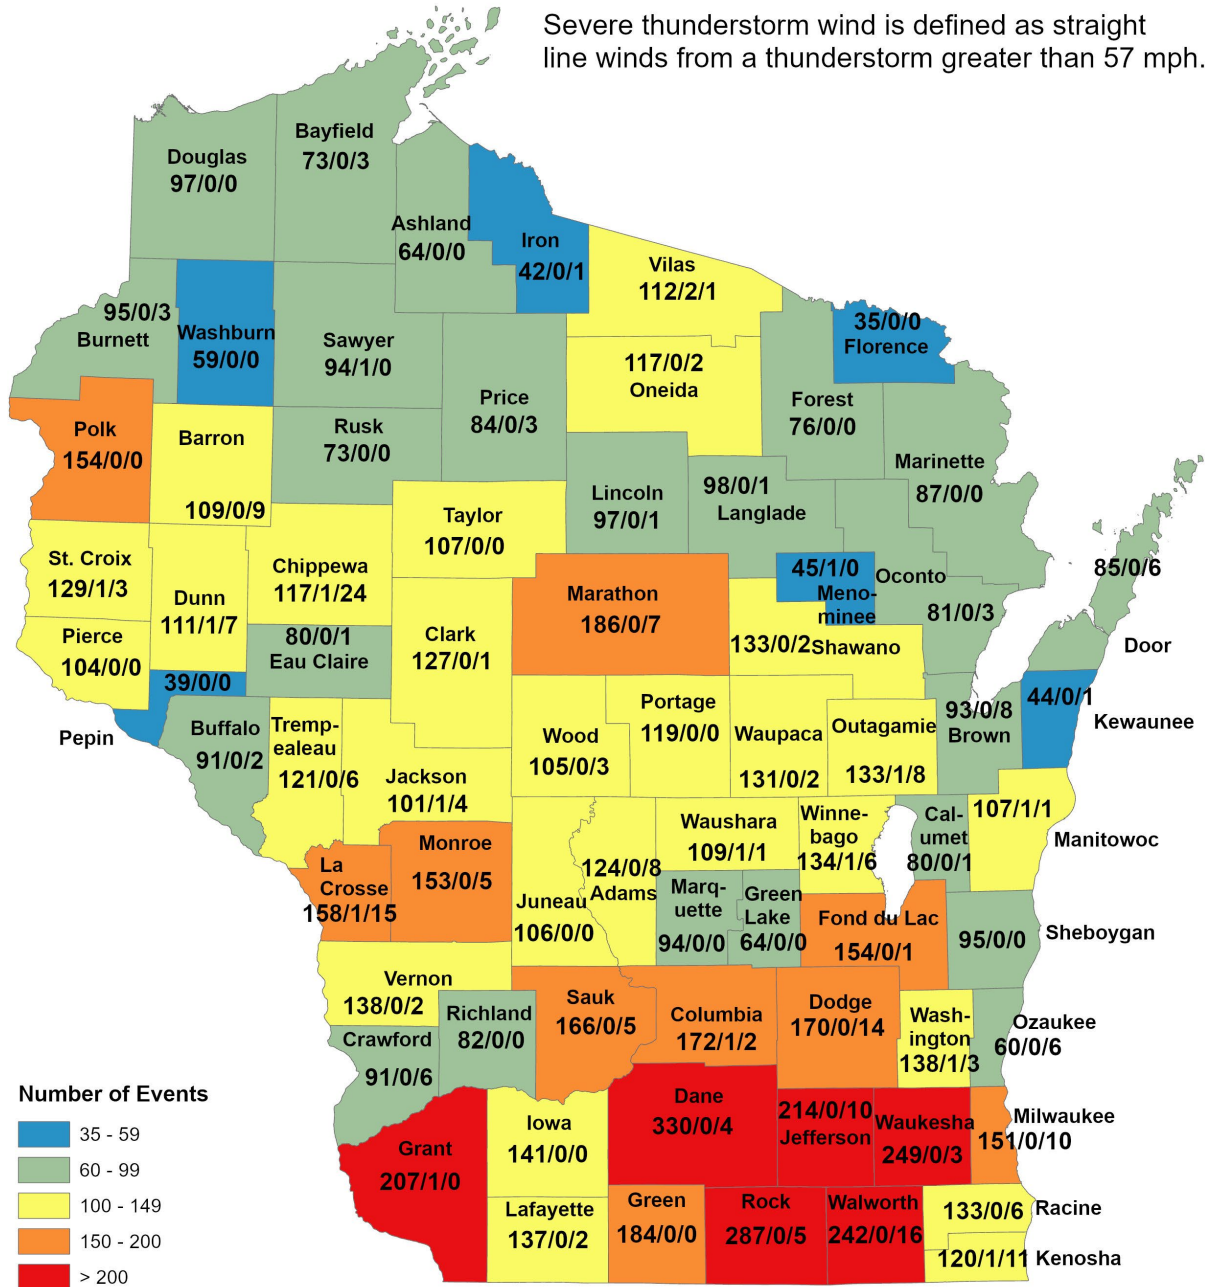 Severe thunderstorm wind is defined as straight
line winds from a thunderstorm greater than 57 mph.
Bayfield
73/0/3
Douglas
97/0/0
Ashland
64/0/0
Iron
42/0/1
Vilas
112/2/1
95/0/3
Burnett
Washburn
59/0/0
Sawyer
94/1/0
35/0/0
Florence
117/0/2
Oneida
Price
84/0/3
Forest
76/0/0
Polk
154/0/0
Barron
109/0/9
Rusk
73/0/0
Marinette
87/0/0
Lincoln
97/0/1
98/0/1
Langlade
Taylor
107/0/0
St. Croix
129/1/3
Dunn
111/1/7
Chippewa
117/1/24
Marathon
186/0/7
45/1/0
Meno-
minee
Oconto
81/0/3
85/0/6
Door
Pierce
104/0/0
80/0/1
Eau Claire
Clark
127/0/1
133/0/2
Shawano
39/0/0
Pepin
Buffalo
91/0/2
Tremp-
ealeau
121/0/6
Jackson
101/1/4
Wood
105/0/3
Portage
119/0/0
Waupaca
131/0/2
Outagamie
133/1/8
93/0/8
Brown
44/0/1
Kewaunee
La
Crosse
158/1/15
Monroe
153/0/5
Juneau
106/0/0
124/0/8
Adams
Waushara
109/1/1
Winne-
bago
134/1/6
Cal-
umet
80/0/1
107/1/1
Manitowoc
Marq-
uette
94/0/0
Green
Lake
64/0/0
Fond du Lac
154/0/1
95/0/0
Sheboygan
Vernon
138/0/2
Richland
82/0/0
Sauk
166/0/5
Columbia
172/1/2
Dodge
170/0/14
Wash-
ington
138/1/3
Ozaukee
60/0/6
Crawford
91/0/6
Grant
207/1/0
Iowa
141/0/0
Dane
330/0/4
214/0/10
Jefferson
Waukesha
249/0/3
Milwaukee
151/0/10
Lafayette
137/0/2
Green
184/0/0
Rock
287/0/5
Walworth
242/0/16
133/0/6
Racine
120/1/11
Kenosha
Number of Events
35 - 59
60 - 99
100 - 149
150 - 200
> 200